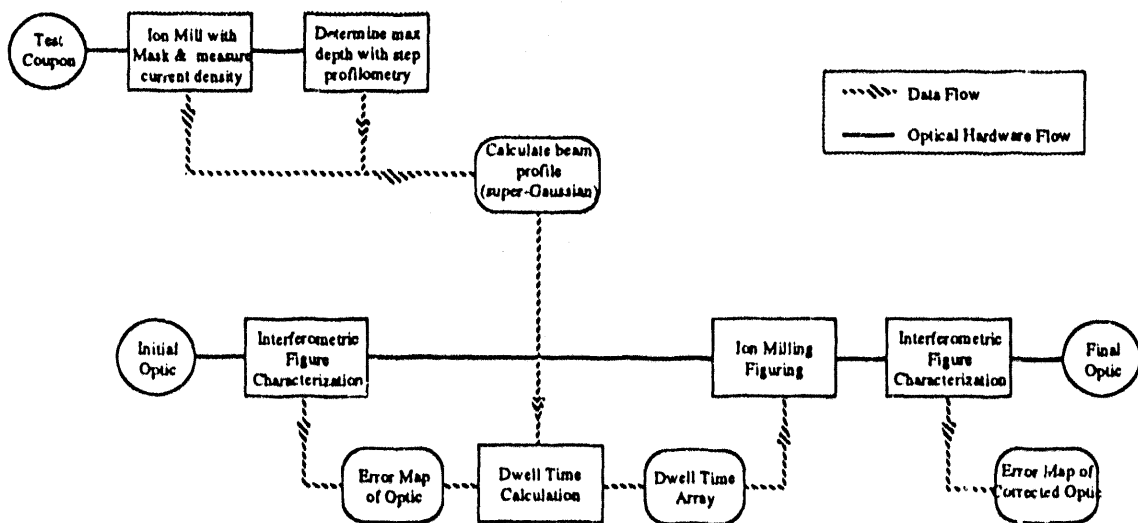 Test
Coupon
Ion Mill with
Mask & measure
current density
Determine max
depth with step
profilometry
Data Flow
Optical Hardware Flow
Calculate beam
profile
(super-Gaussian)
Initial
Optic
Interferometric
Figure
Characterization
Ion Milling
Figuring
Interferometric
Figure
Characterization
Final
Optic
Error Map
of Optic
Dwell Time
Calculation
Dwell Time
Array
Error Map of
Corrected Optic